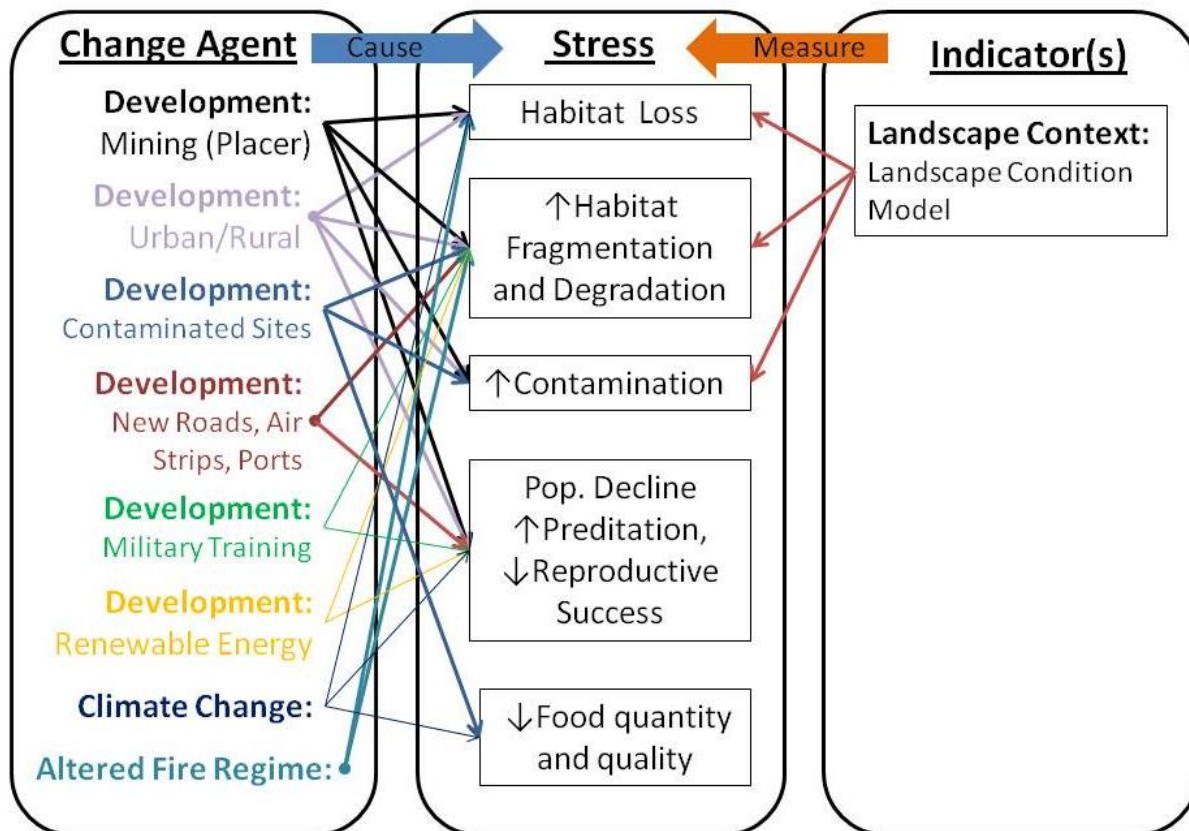 Change Agent
Cause
Stress
Measure
Indicator(s)
Development:
Mining (Placer)
Development:
Urban/Rural
Development:
Contaminated Sites
Development:
New Roads, Air
Strips, Ports
Development:
Military Training
Development:
Renewable Energy
Climate Change:
Altered Fire Regime:
Habitat Loss
↑Habitat
Fragmentation
and Degradation
↑Contamination
Pop. Decline
↑Preditation,
↓Reproductive
Success
↓Food quantity
and quality
Landscape Context:
Landscape Condition
Model